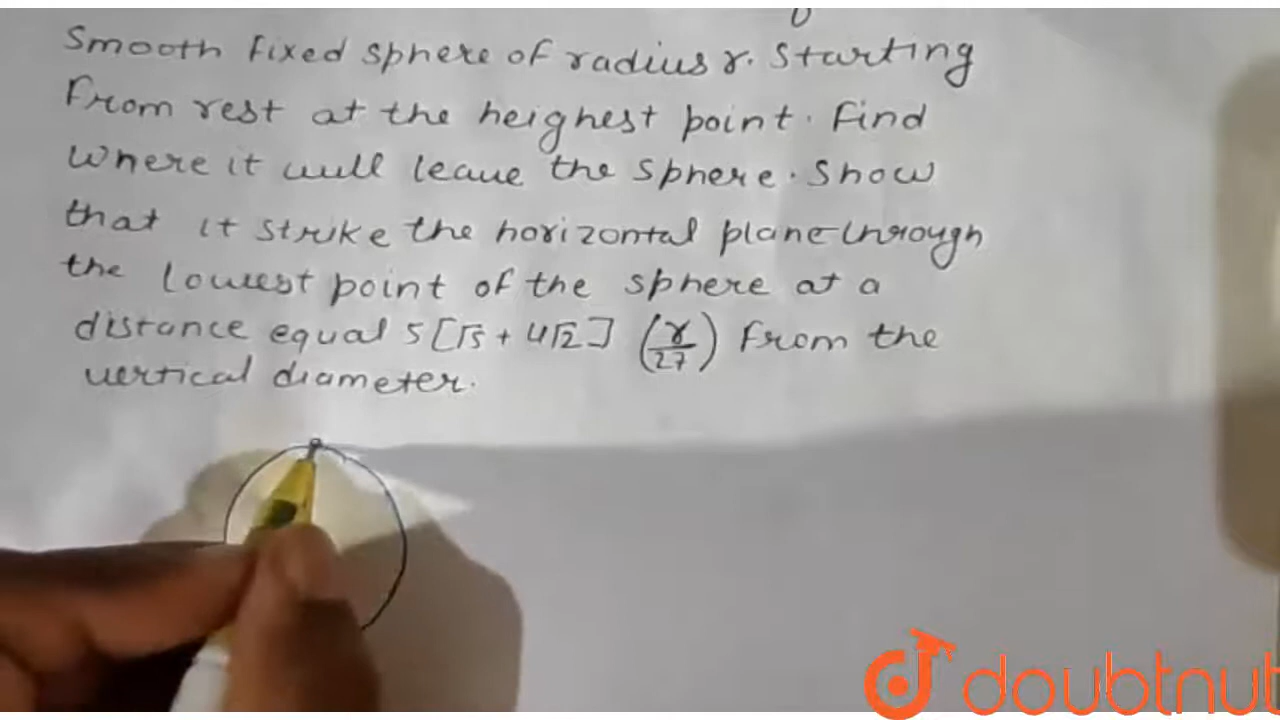 smooth fixed sphere of radius r. Starting
from rest at the heighest point. Find
where it will leave the sphere. Show
that it strike the horizontal plane through
the lowest point of the sphere at a
distance equal 5[√5 + 4√2] (r/27) from the
vertical diameter.
doubtnut